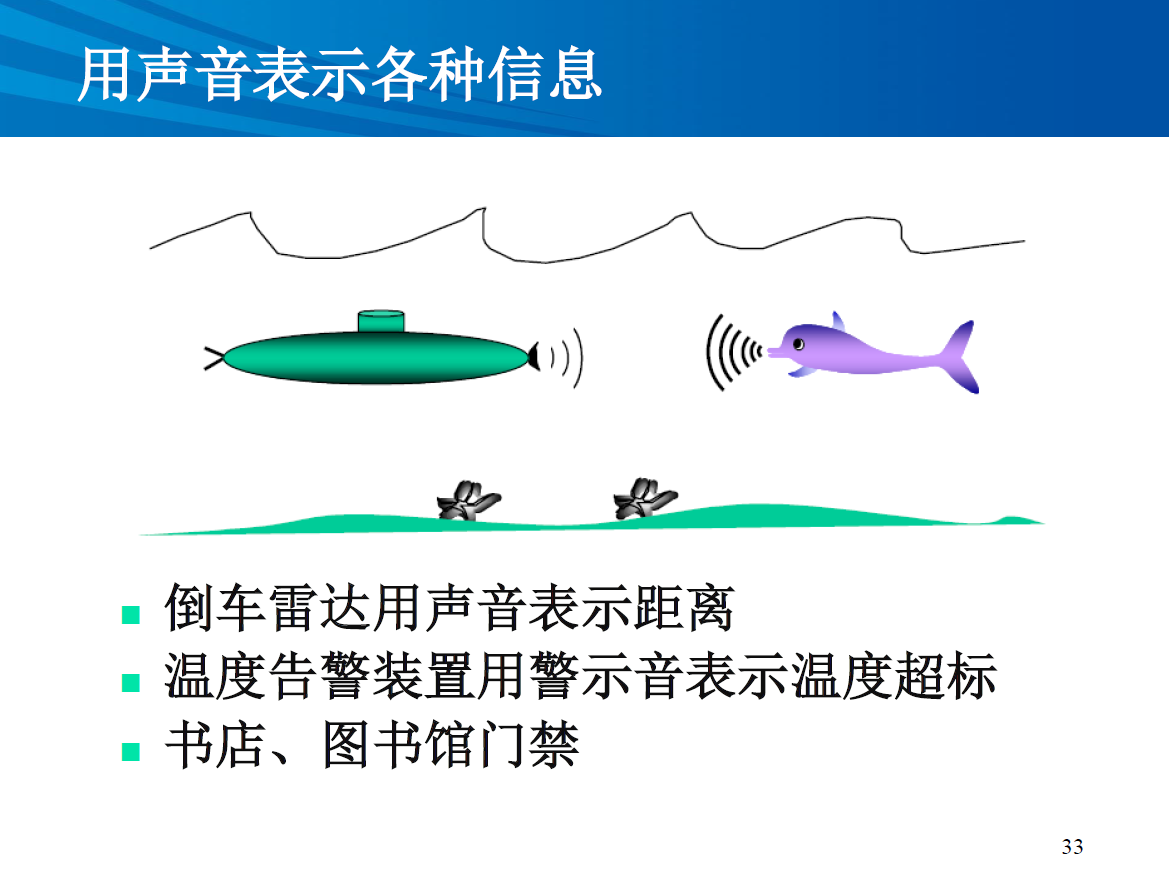 用声音表示各种信息
倒车雷达用声音表示距离
温度告警装置用警示音表示温度超标
书店、图书馆门禁
33